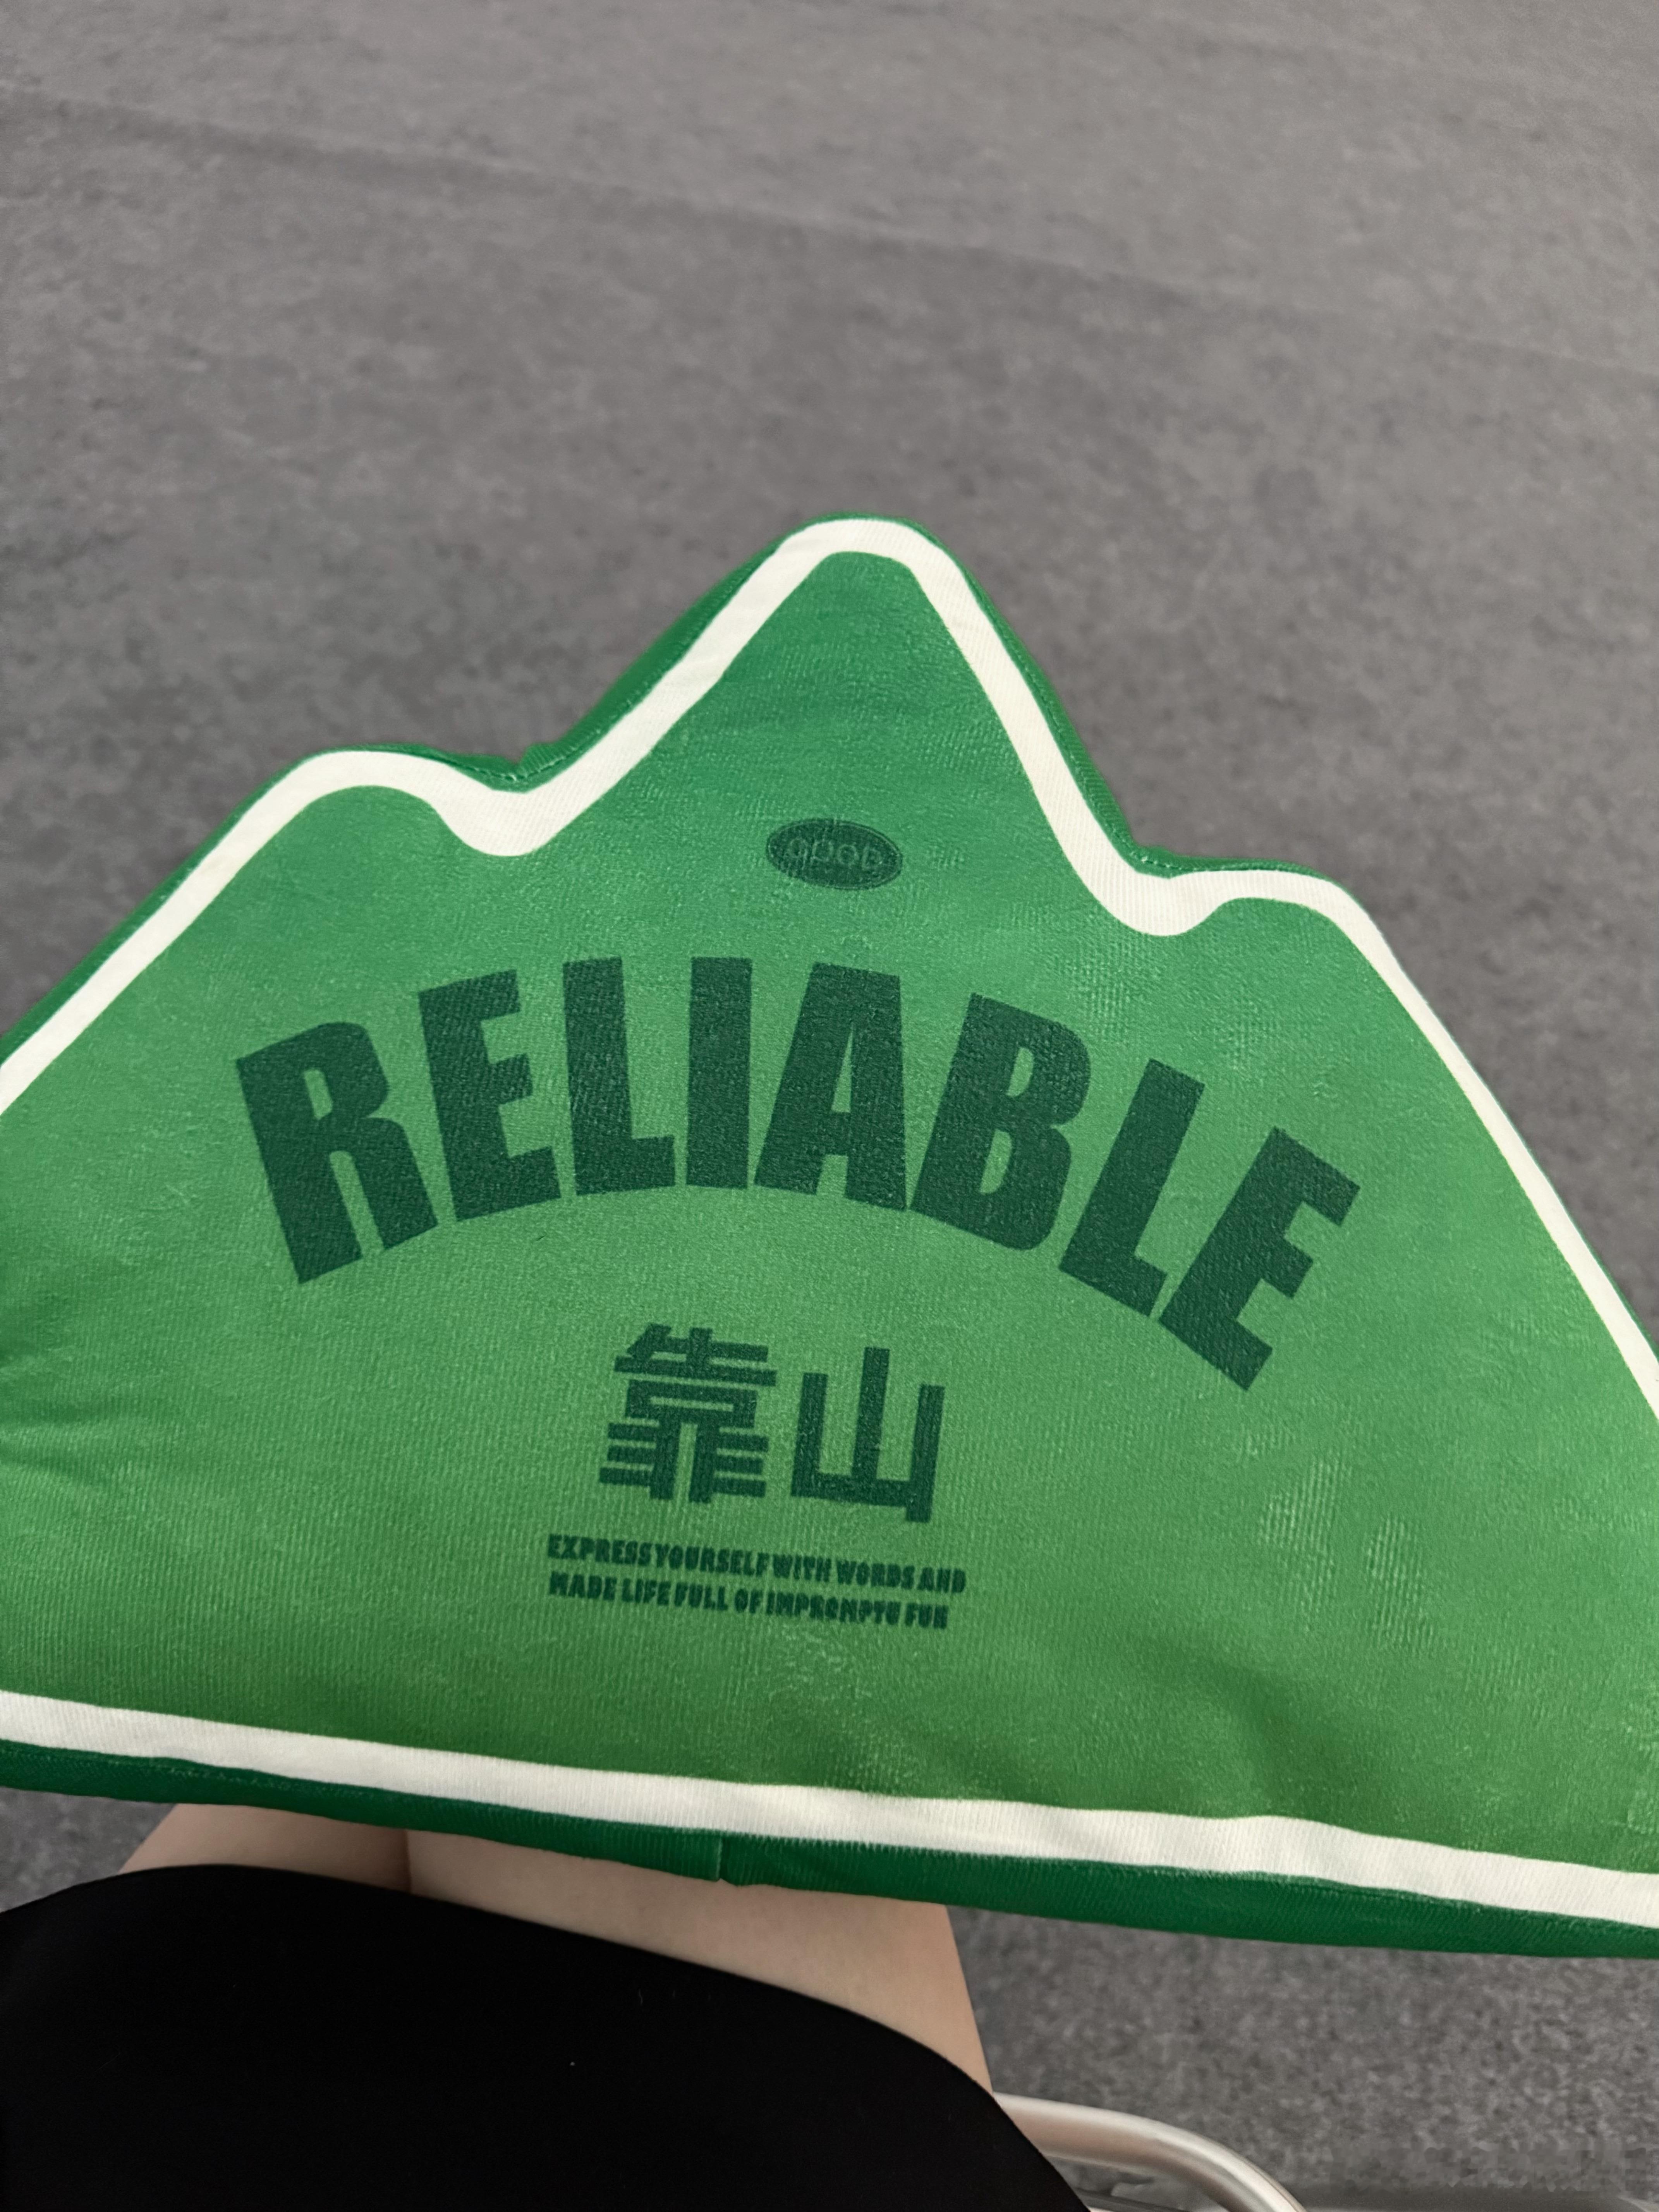 RELIABLE
靠山
EXPRESS YOURSELF WITH WORDS AND
MADE LIFE FULL OF IMPROMPTU FUN